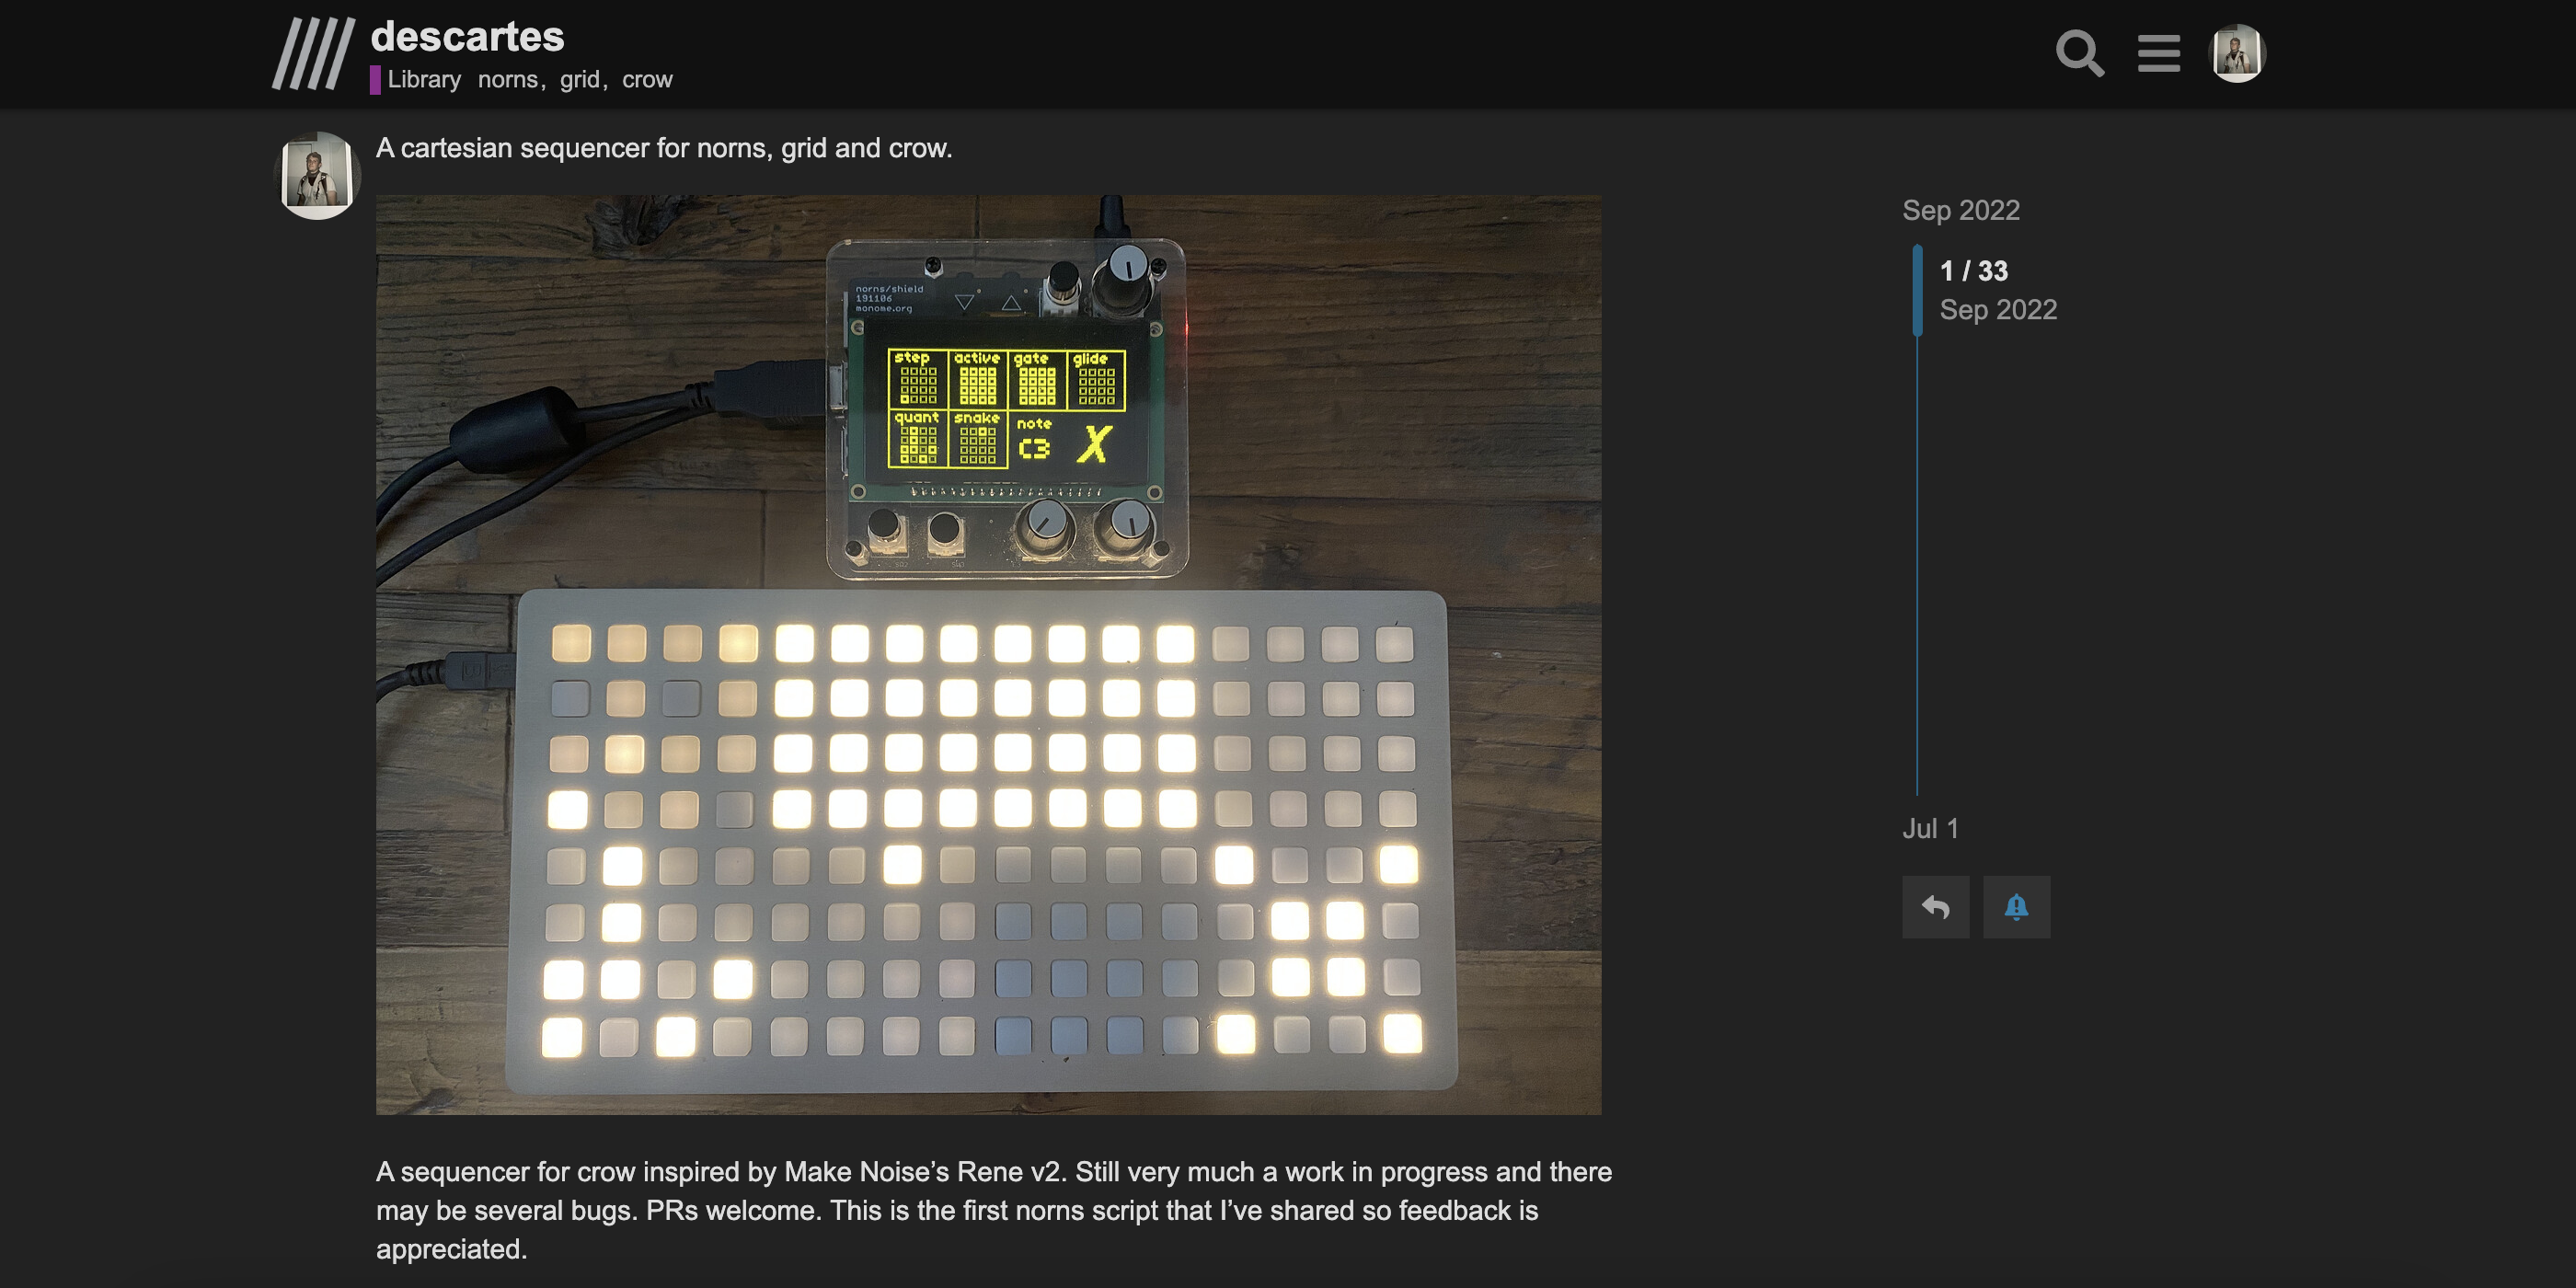 descartes
Library norns, grid, crow
A cartesian sequencer for norns, grid and crow.
Sep 2022
1 / 33
Sep 2022
norns/shield
191106
monome.org
step active gate glide
quant snake note
C3 X
Jul 1
A sequencer for crow inspired by Make Noise’s Rene v2. Still very much a work in progress and there
may be several bugs. PRs welcome. This is the first norns script that I’ve shared so feedback is
appreciated.